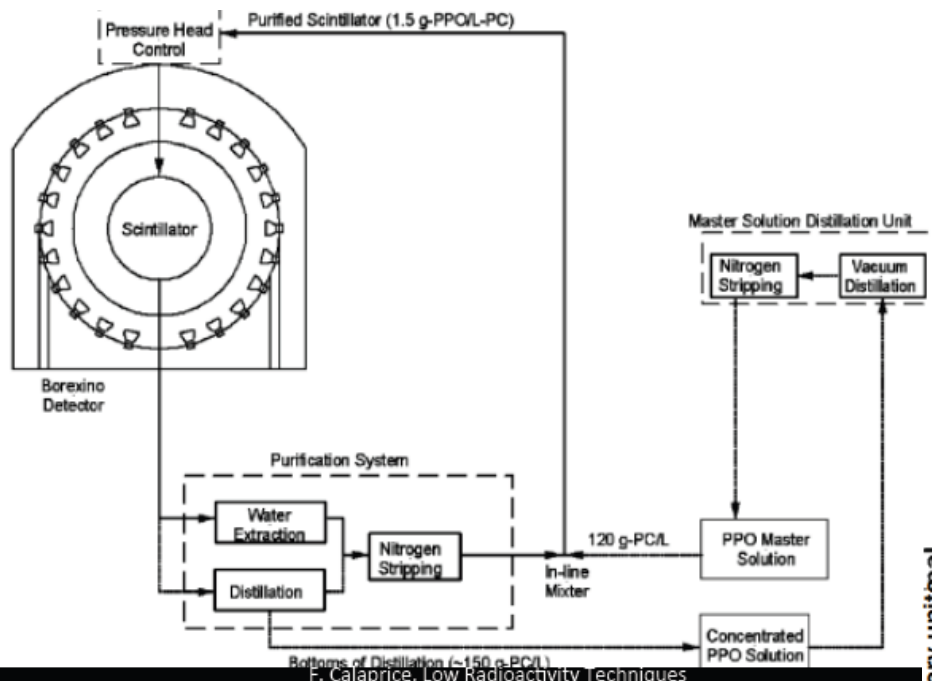 Purified Scintillator (1.5 g-PPO/L-PC)
Pressure Head
Control
Scintillator
Borexino
Detector
Master Solution Distillation Unit
Nitrogen
Stripping
Vacuum
Distillation
Purification System
Water
Extraction
Nitrogen
Stripping
Distillation
In-line
Mixter
120 g-PC/L
PPO Master
Solution
Concentrated
PPO Solution
Bottoms of Distillation (~150 g-PC/L)
F. Calaprice, Low Radioactivity Techniques